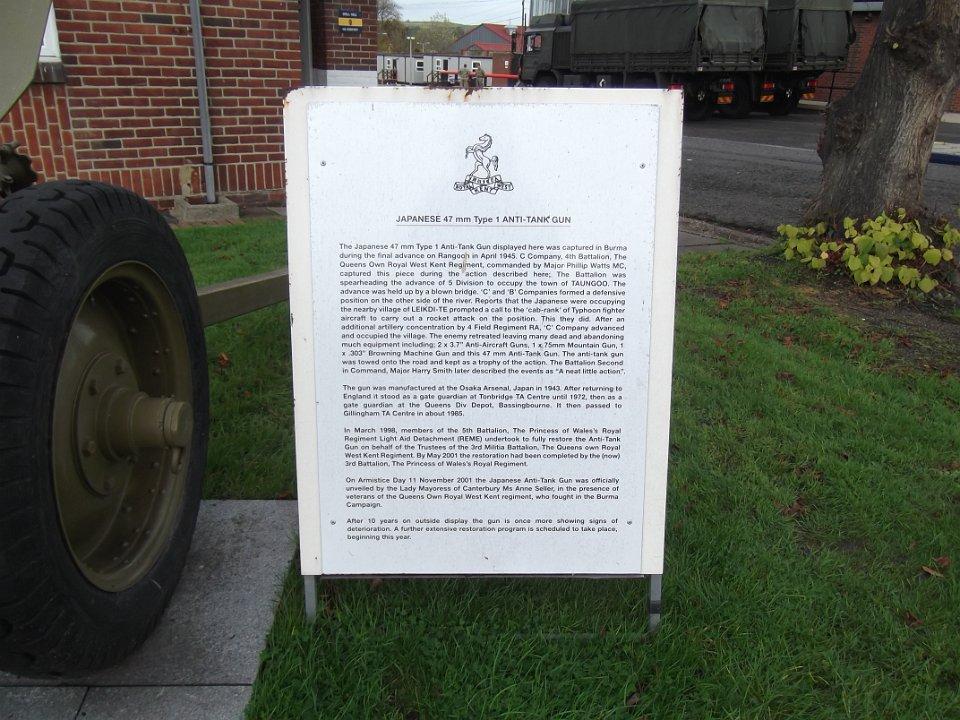 INVICTA
ROYAL WEST
KENT
JAPANESE 47 mm Type 1 ANTI-TANK GUN
The Japanese 47 mm Type 1 Anti-Tank Gun displayed here was captured in Burma
during the final advance on Rangoon in April 1945. C Company, 4th Battalion, The
Queens Own Royal West Kent Regiment, commanded by Major Phillip Watts MC,
captured this piece during the action described here; The Battalion was
spearheading the advance of 5 Division to occupy the town of TAUNGOO. The
advance was held up by a blown bridge. 'C' and 'B' Companies formed a defensive
position on the other side of the river. Reports that the Japanese were occupying
the nearby village of LEIKDI-TE prompted a call to the 'cab-rank' of Typhoon fighter
aircraft to carry out a rocket attack on the position. This they did. After an
additional artillery concentration by 4 Field Regiment RA, 'C' Company advanced
and occupied the village. The enemy retreated leaving many dead and abandoning
much equipment including; 2 x 3.7" Anti-Aircraft Guns, 1 x 75mm Mountain Gun, 1
x .303" Browning Machine Gun and this 47 mm Anti-Tank Gun. The anti-tank gun
was towed onto the road and kept as a trophy of the action. The Battalion Second
in Command, Major Harry Smith later described the events as "A neat little action".
The gun was manufactured at the Osaka Arsenal, Japan in 1943. After returning to
England it stood as a gate guardian at Tonbridge TA Centre until 1972, then as a
gate guardian at the Queens Div Depot, Bassingbourne. It then passed to
Gillingham TA Centre in about 1985.
In March 1998, members of the 5th Battalion, The Princess of Wales's Royal
Regiment Light Aid Detachment (REME) undertook to fully restore the Anti-Tank
Gun on behalf of the Trustees of the 3rd Militia Battalion, The Queens own Royal
West Kent Regiment. By May 2001 the restoration had been completed by the (now)
3rd Battalion, The Princess of Wales's Royal Regiment.
On Armistice Day 11 November 2001 the Japanese Anti-Tank Gun was officially
unveiled by the Lady Mayoress of Canterbury Ms Anne Seller, in the presence of
veterans of the Queens Own Royal West Kent regiment, who fought in the Burma
Campaign.
After 10 years on outside display the gun is once more showing signs of
deterioration. A further extensive restoration program is scheduled to take place,
beginning this year.